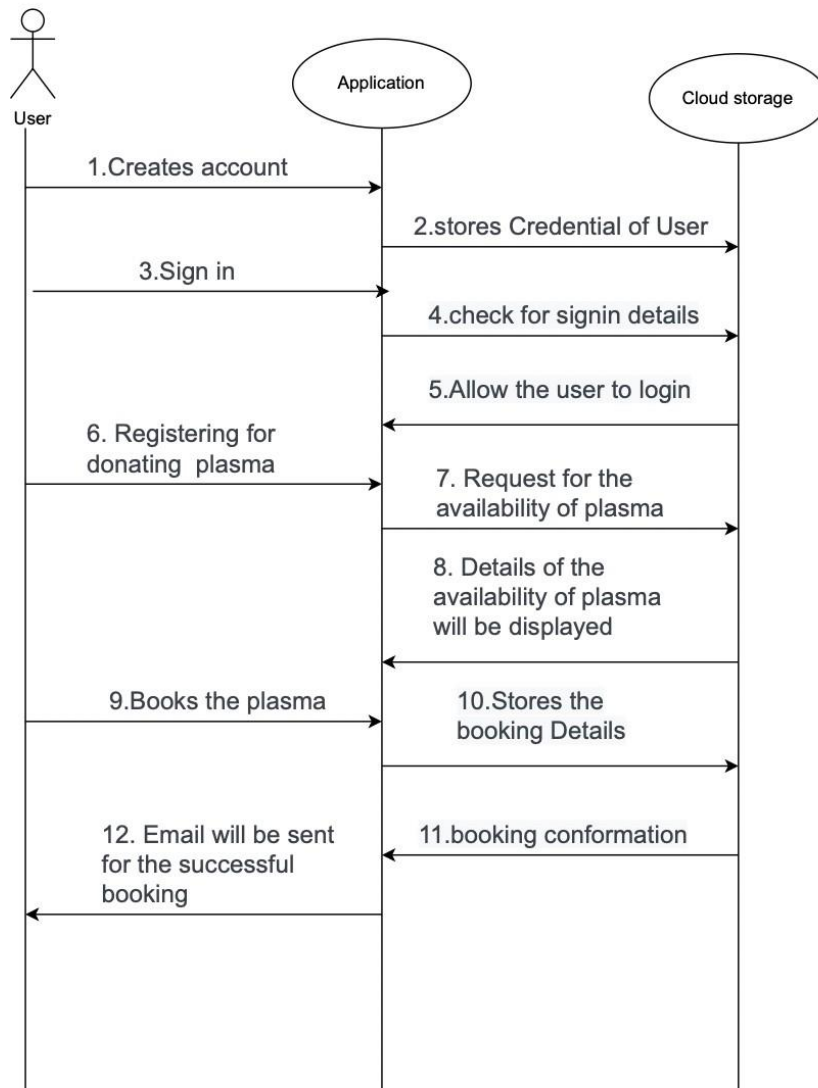 User
Application
Cloud storage
1.Creates account
2.stores Credential of User
3.Sign in
4.check for signin details
5.Allow the user to login
6. Registering for
donating  plasma
7. Request for the
availability of plasma
8. Details of the
availability of plasma
will be displayed
9.Books the plasma
10.Stores the
booking Details
11.booking conformation
12. Email will be sent
for the successful
booking